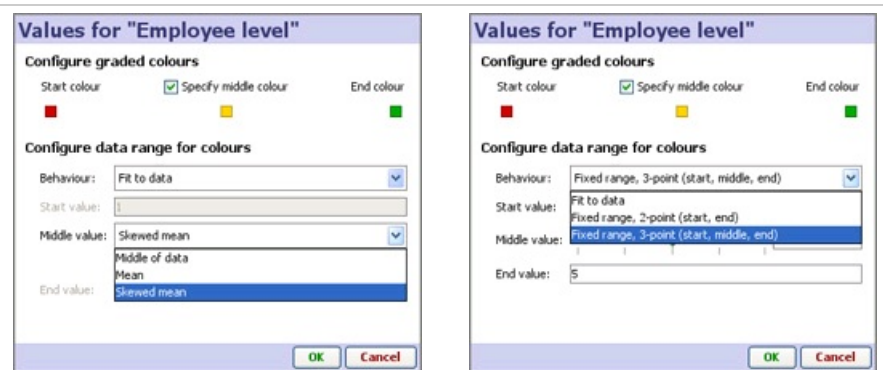 Values for "Employee level"
Configure graded colours
Start colour Specify middle colour End colour
Configure data range for colours
Behaviour: Fit to data
Start value: 1
Middle value: Skewed mean
Middle of data
Mean
End value: Skewed mean
OK Cancel
Values for "Employee level"
Configure graded colours
Start colour Specify middle colour End colour
Configure data range for colours
Behaviour: Fixed range, 3-point (start, middle, end)
Start value: Fit to data
Fixed range, 2-point (start, end)
Middle value: Fixed range, 3-point (start, middle, end)
End value: 5
OK Cancel